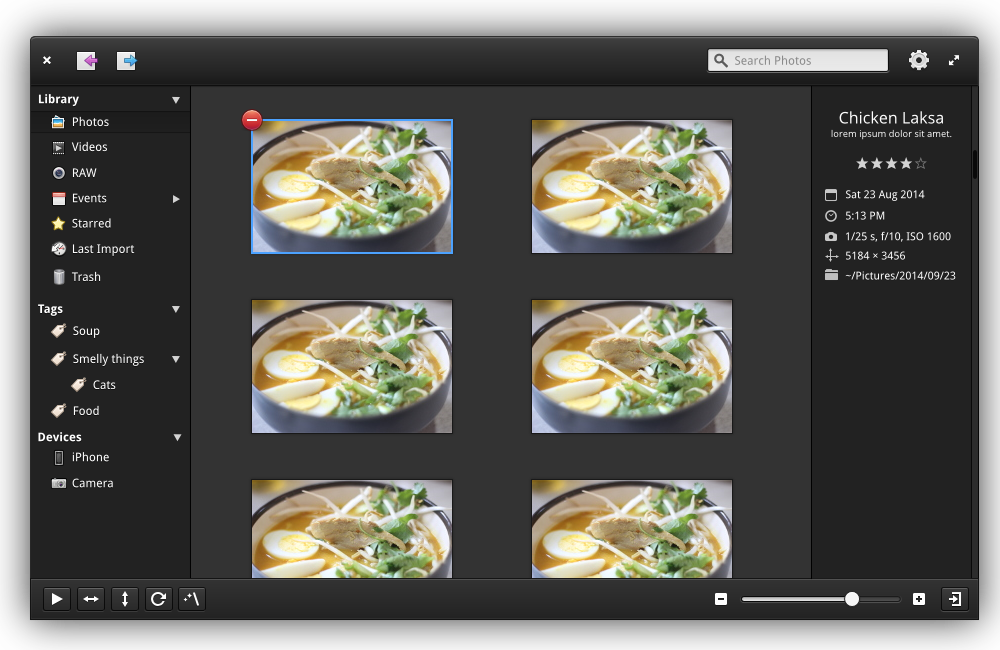 Search Photos
Library
Photos
Videos
RAW
Events
Starred
Last Import
Trash
Tags
Soup
Smelly things
Cats
Food
Devices
iPhone
Camera
Chicken Laksa
lorem ipsum dolor sit amet.
Sat 23 Aug 2014
5:13 PM
1/25 s, f/10, ISO 1600
5184 × 3456
~/Pictures/2014/09/23